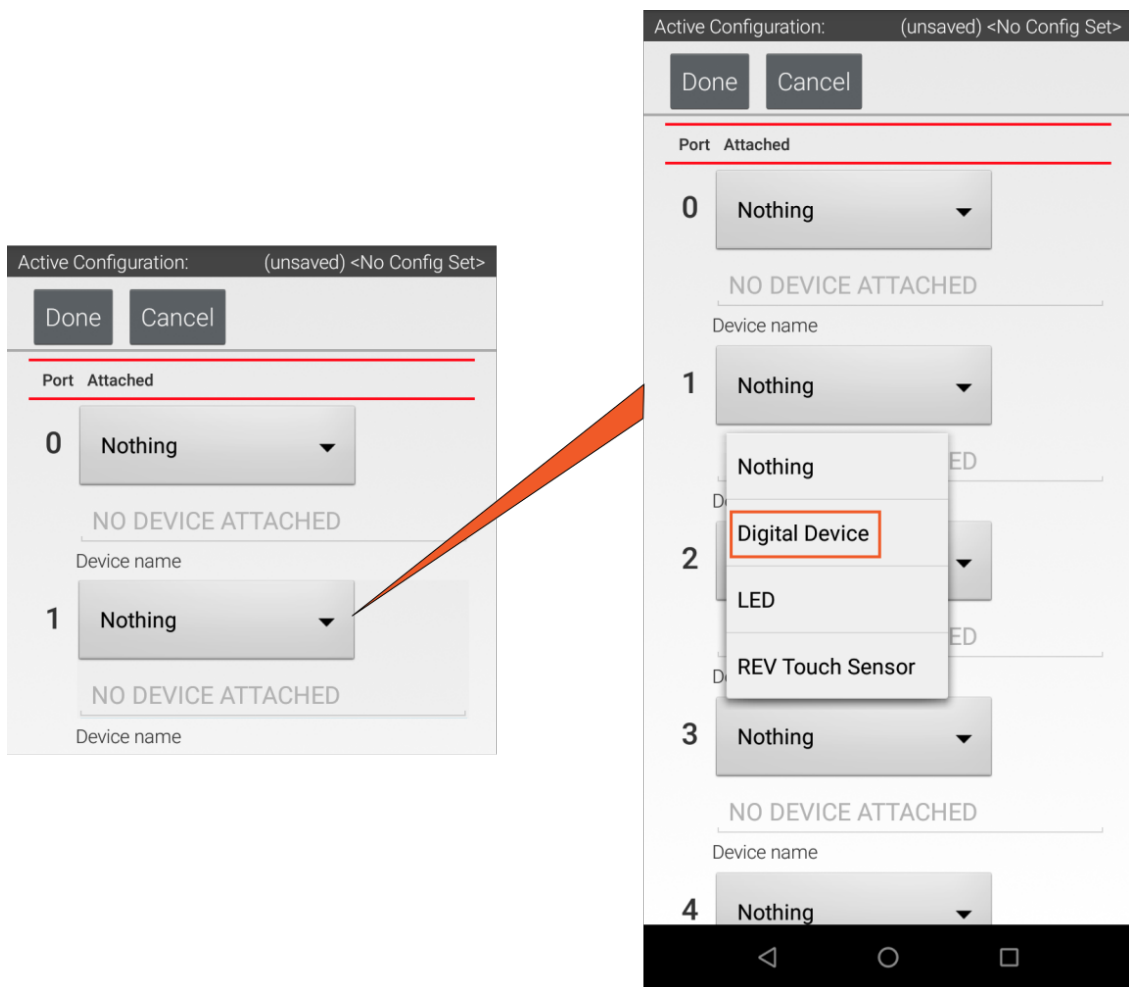 Active Configuration: (unsaved) <No Config Set>
Done Cancel
Port Attached
0 Nothing
NO DEVICE ATTACHED
Device name
1 Nothing
NO DEVICE ATTACHED
Device name
Active Configuration: (unsaved) <No Config Set>
Done Cancel
Port Attached
0 Nothing
NO DEVICE ATTACHED
Device name
1 Nothing
Nothing
Digital Device
2
LED
REV Touch Sensor
3 Nothing
NO DEVICE ATTACHED
Device name
4 Nothing